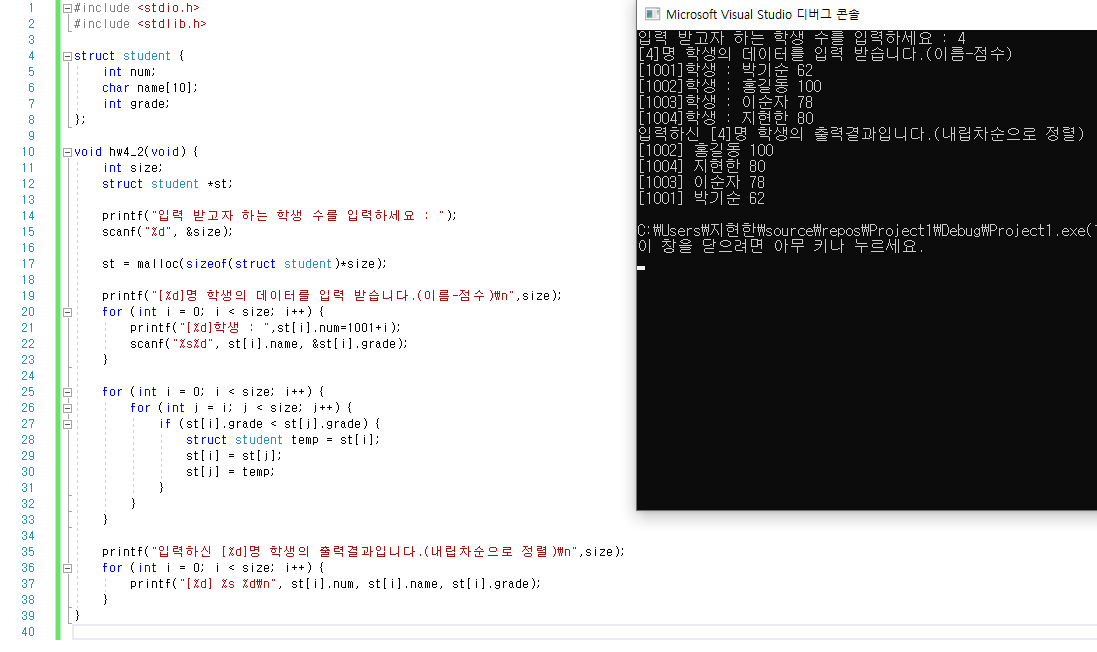 1 #include <stdio.h>
2 #include <stdlib.h>
3
4 struct student {
5 int num;
6 char name[10];
7 int grade;
8 };
9
10 void hw4_2(void) {
11 int size;
12 struct student *st;
13
14 printf("입력 받고자 하는 학생 수를 입력하세요 : ");
15 scanf("%d", &size);
16
17 st = malloc(sizeof(struct student)*size);
18
19 printf("[%d]명 학생의 데이터를 입력 받습니다.(이름-점수)₩n",size);
20 for (int i = 0; i < size; i++) {
21 printf("[%d]학생 : ",st[i].num=1001+i);
22 scanf("%s%d", st[i].name, &st[i].grade);
23 }
24
25 for (int i = 0; i < size; i++) {
26 for (int j = i; j < size; j++) {
27 if (st[i].grade < st[j].grade) {
28 struct student temp = st[i];
29 st[i] = st[j];
30 st[j] = temp;
31 }
32 }
33 }
34
35 printf("입력하신 [%d]명 학생의 출력결과입니다.(내립차순으로 정렬)₩n",size);
36 for (int i = 0; i < size; i++) {
37 printf("[%d] %s %d₩n", st[i].num, st[i].name, st[i].grade);
38 }
39 }
40
Microsoft Visual Studio 디버그 콘솔
입력 받고자 하는 학생 수를 입력하세요 : 4
[4]명 학생의 데이터를 입력 받습니다.(이름-점수)
[1001]학생 : 박기순 62
[1002]학생 : 홍길동 100
[1003]학생 : 이순자 78
[1004]학생 : 지현한 80
입력하신 [4]명 학생의 출력결과입니다.(내립차순으로 정렬)
[1002] 홍길동 100
[1004] 지현한 80
[1003] 이순자 78
[1001] 박기순 62
C:₩Users₩지현한₩source₩repos₩Project1₩Debug₩Project1.exe(
이 창을 닫으려면 아무 키나 누르세요.